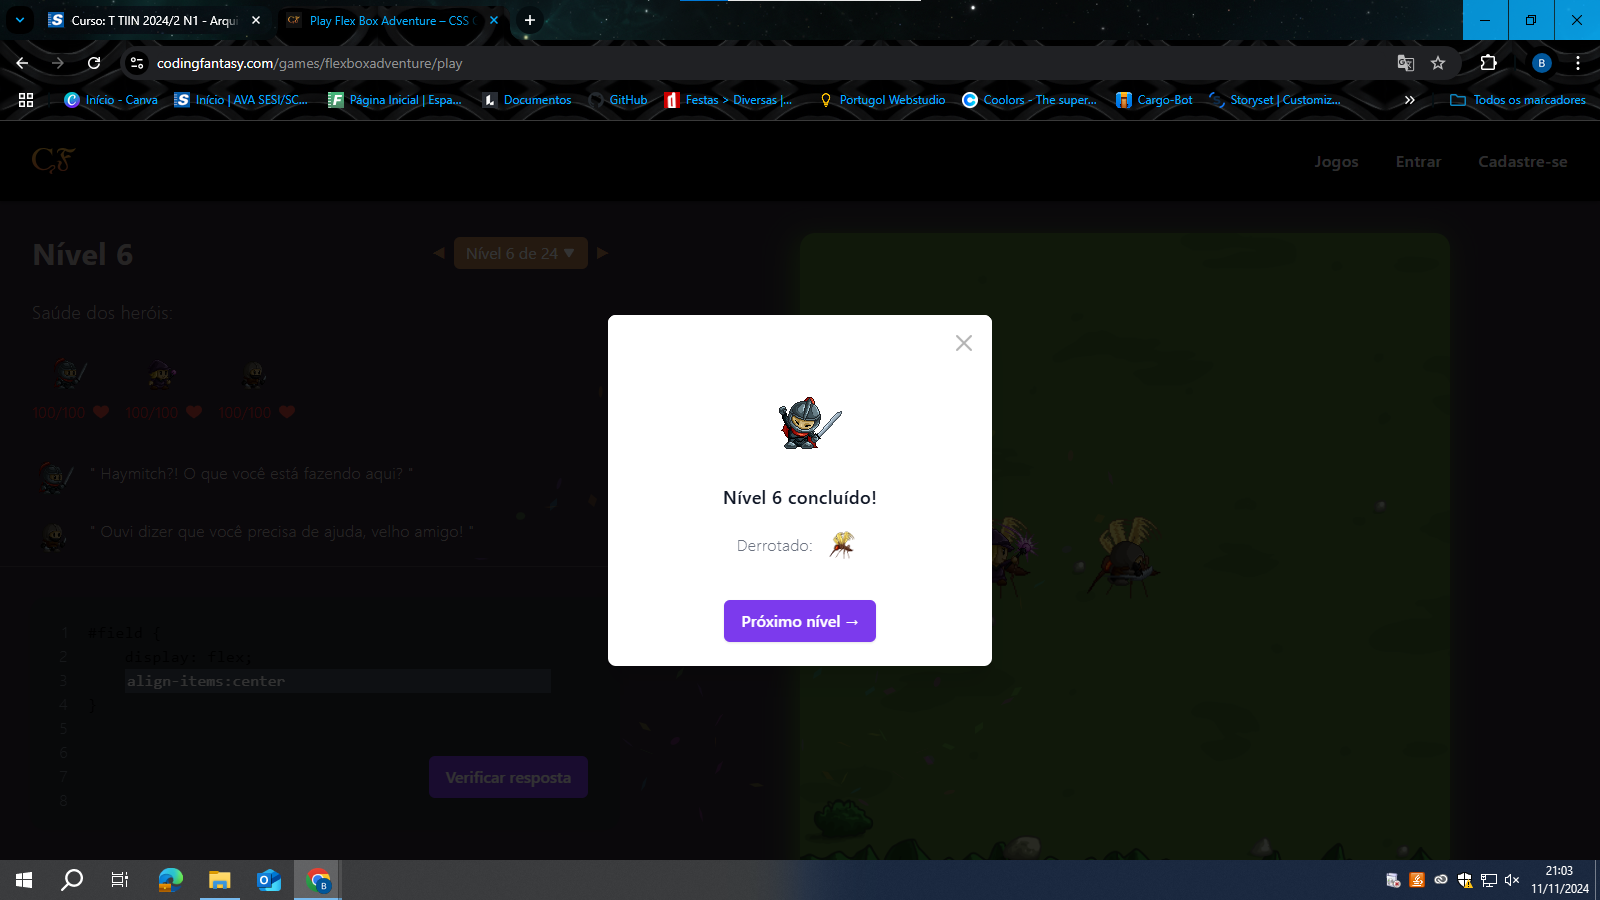 Curso: T TIIN 2024/2 N1 - Arqui
Play Flex Box Adventure – CSS
codingfantasy.com/games/flexboxadventure/play
B
Início - Canva
Início | AVA SESI/SC...
Página Inicial | Espa...
Documentos
GitHub
Festas > Diversas |...
Portugol Webstudio
Coolors - The super...
Cargo-Bot
Storyset | Customiz...
Todos os marcadores
CF
Jogos
Entrar
Cadastre-se
Nível 6
Nível 6 de 24 ▼
Saúde dos heróis:
100/100
100/100
100/100
" Haymitch?! O que você está fazendo aqui? "
" Ouvi dizer que você precisa de ajuda, velho amigo! "
1 #field {
2 display: flex;
3 align-items:center
4 }
5
6
7
8
Verificar resposta
Nível 6 concluído!
Derrotado:
Próximo nível →
21:03
11/11/2024